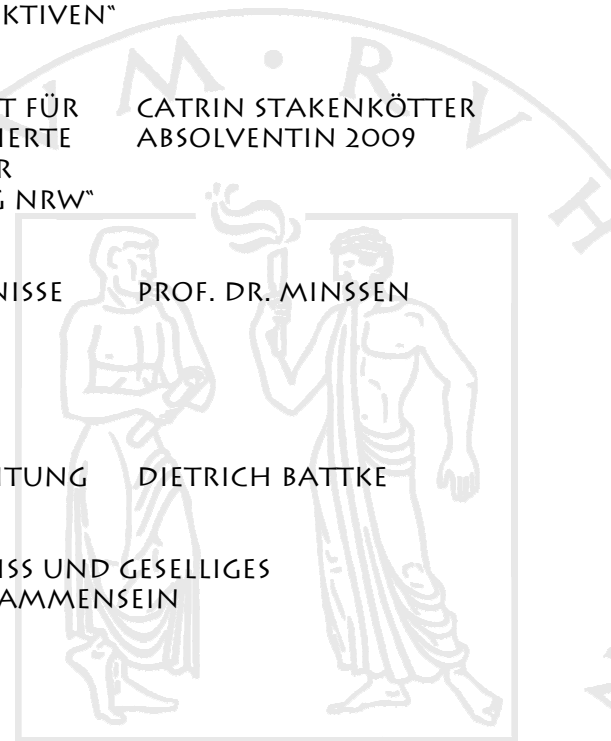 KTIVEN“
M • R V H
T FÜR CATRIN STAKENKÖTTER
IERTE ABSOLVENTIN 2009
R
G NRW“
NISSE PROF. DR. MINSSEN
ITUNG DIETRICH BATTKE
ISS UND GESELLIGES
AMMENSEIN